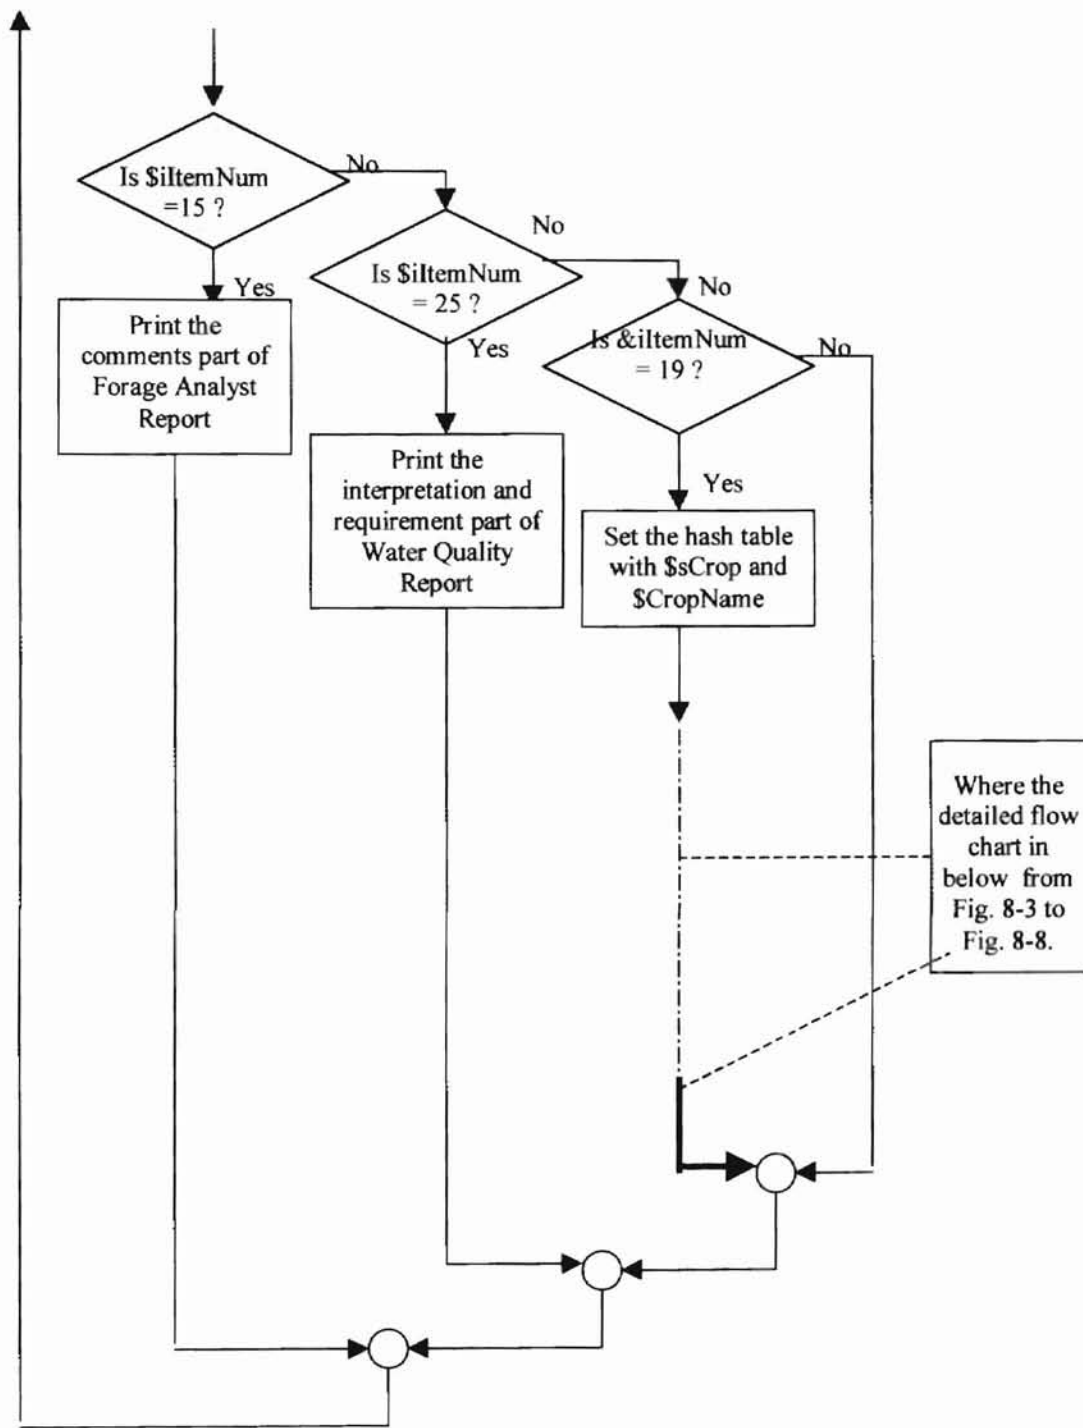 Is $iItemNum
=15 ?
No
Yes
Print the
comments part of
Forage Analyst
Report
Is $iItemNum
= 25 ?
No
Yes
Print the
interpretation and
requirement part of
Water Quality
Report
No
Is &iItemNum
= 19 ?
No
Yes
Set the hash table
with $sCrop and
$CropName
Where the
detailed flow
chart in
below from
Fig. 8-3 to
Fig. 8-8.